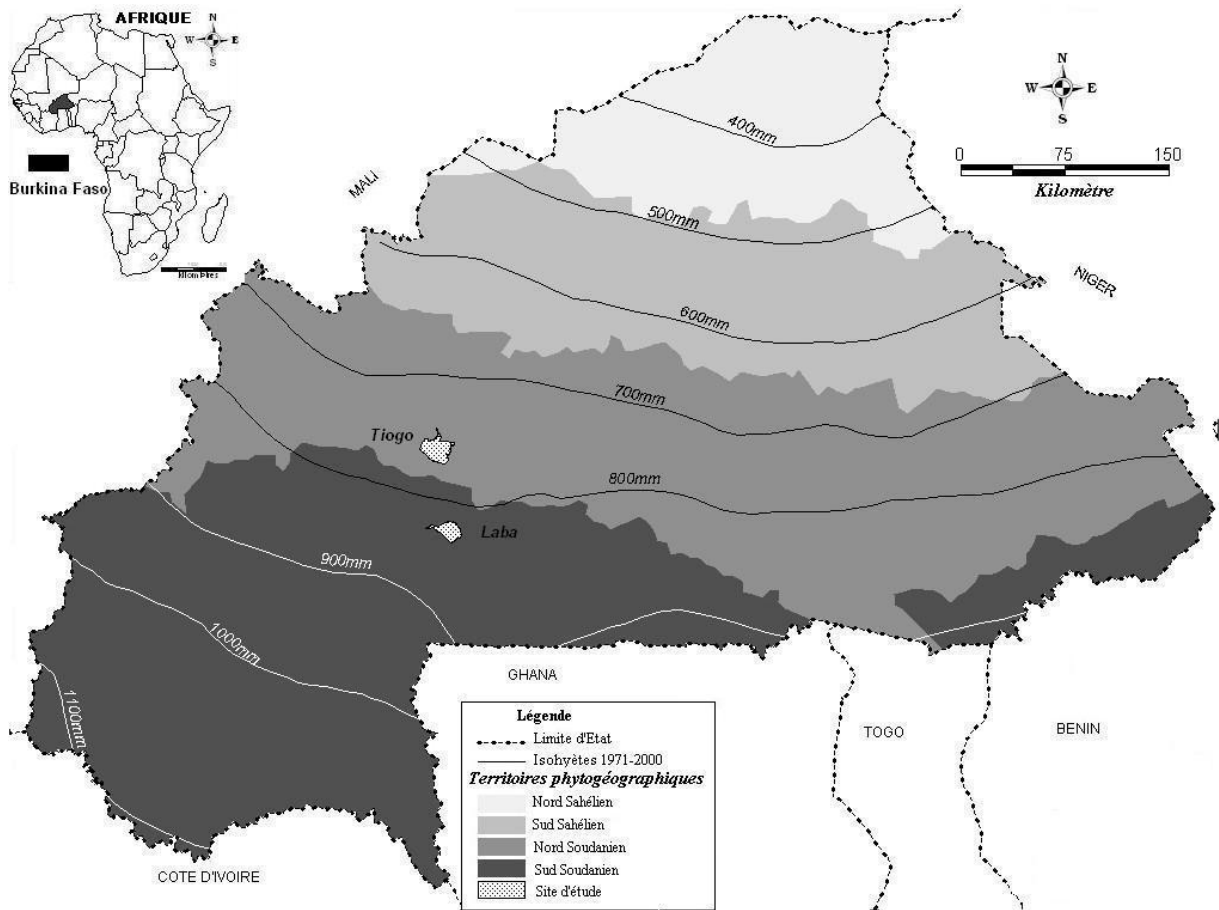 AFRIQUE
N
W E
S
Burkina Faso
kilomètres
N
W E
S
0 75 150
Kilomètre
MALI
NIGER
400mm
500mm
600mm
700mm
Tiogo
800mm
Laba
900mm
1000mm
1100mm
GHANA
TOGO
BENIN
COTE D'IVOIRE
Légende
Limite d'Etat
Isohyètes 1971-2000
Territoires phytogéographiques
Nord Sahélien
Sud Sahélien
Nord Soudanien
Sud Soudanien
Site d'étude